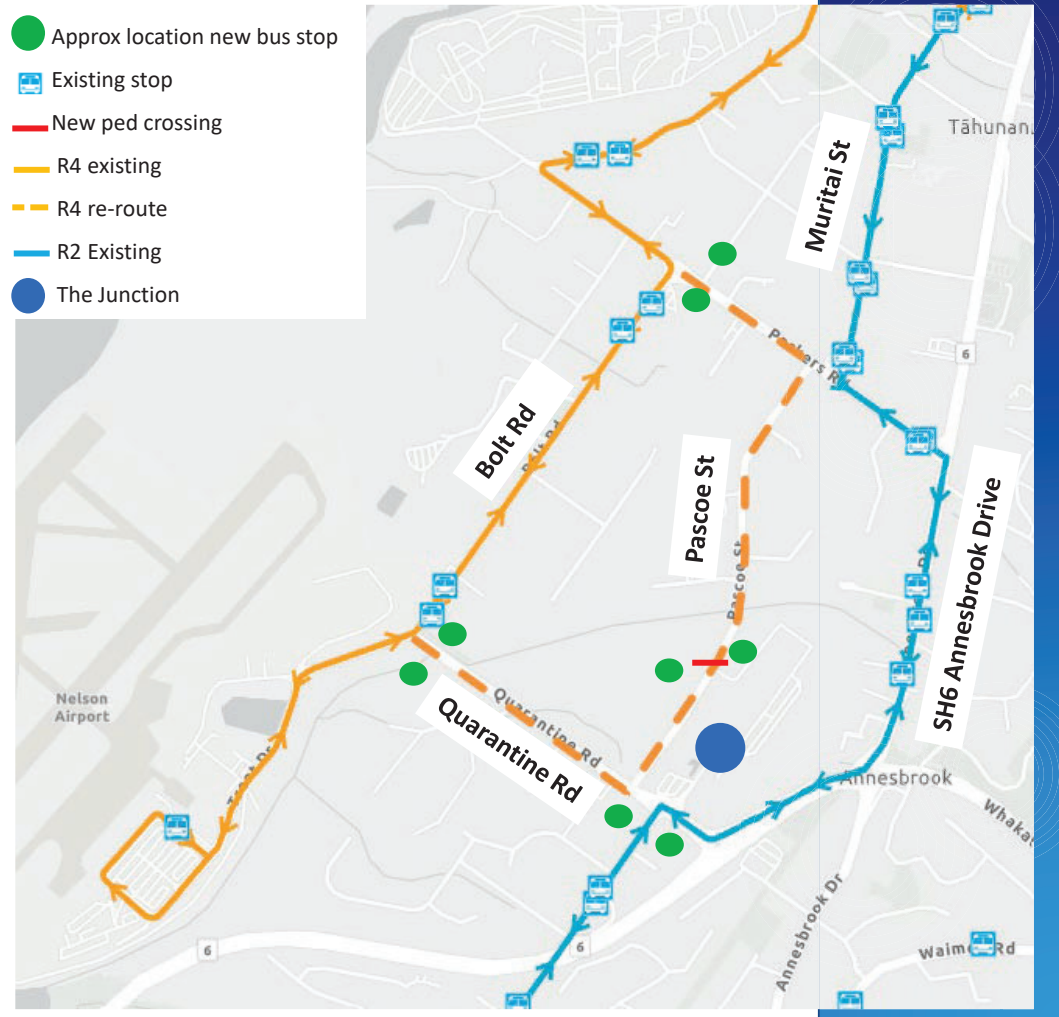 Approx location new bus stop
Existing stop
New ped crossing
R4 existing
R4 re-route
R2 Existing
The Junction
Tāhunan
Muritai St
6
Bolt Rd
Pascoe St
Pascoe St
SH6 Annesbrook Drive
Nelson
Airport
Quarantine Rd
Quarantine Rd
Annesbrook
Whakat
Annesbrook Dr
6
6
Rd